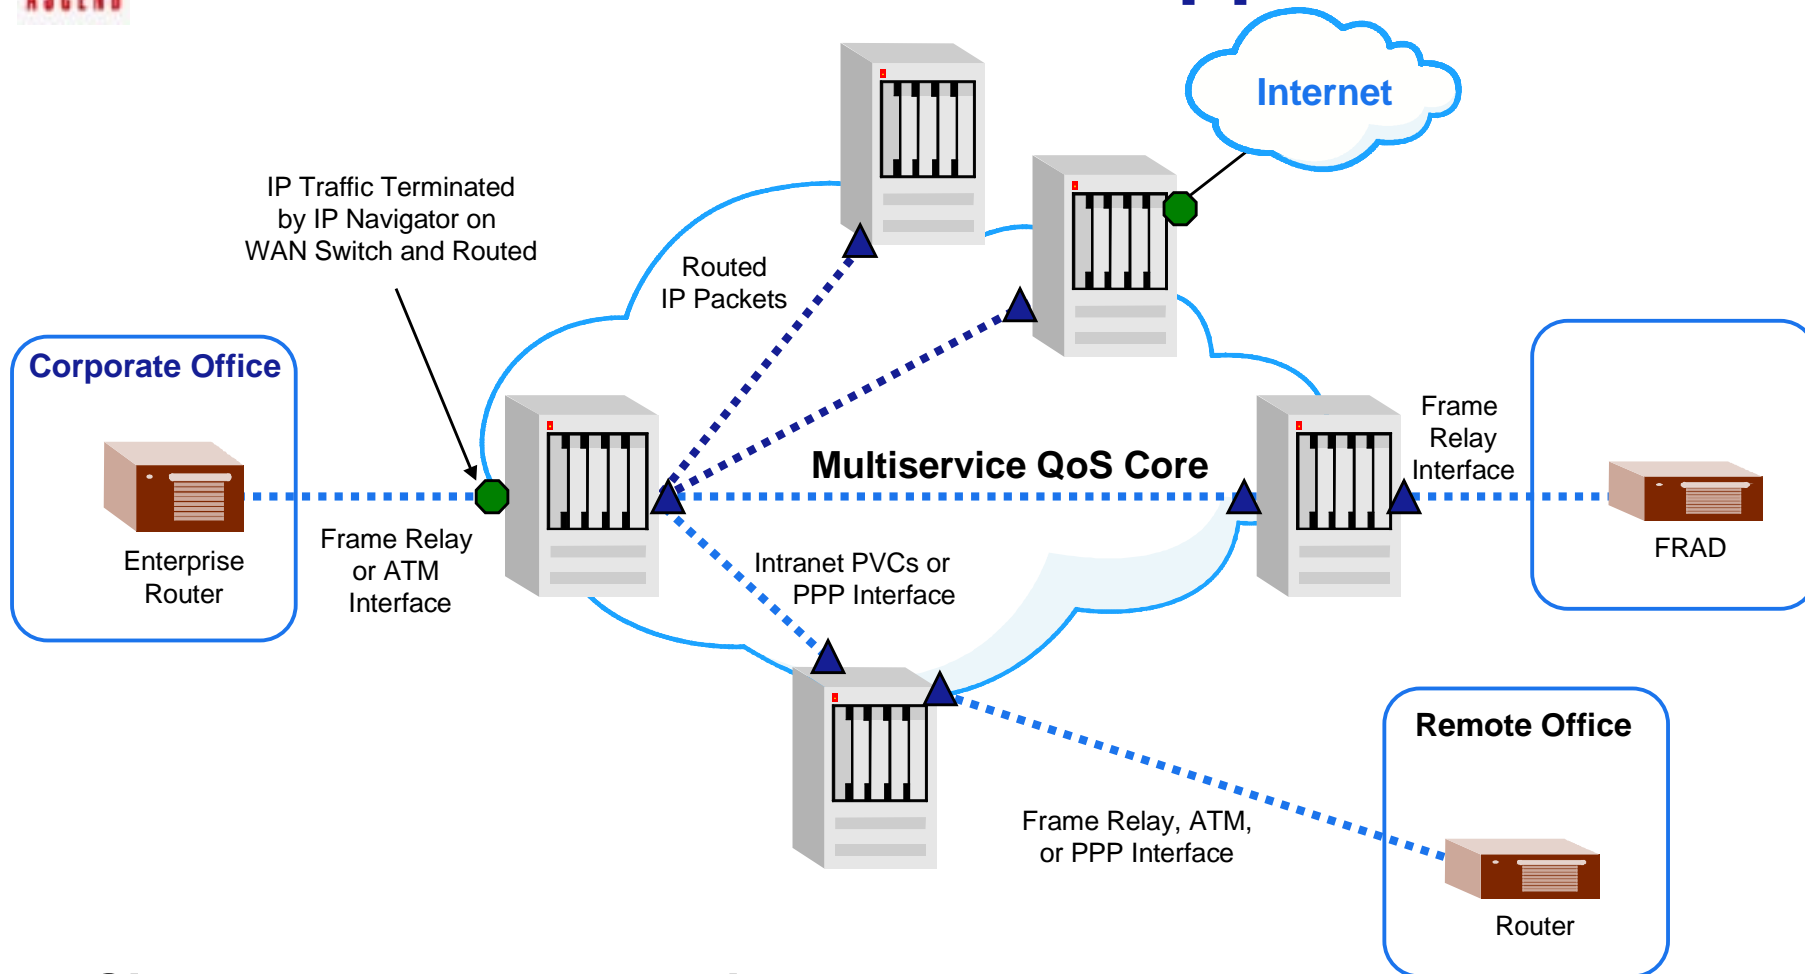 ASCEND
Internet
IP Traffic Terminated
by IP Navigator on
WAN Switch and Routed
Routed
IP Packets
Corporate Office
Enterprise
Router
Frame Relay
or ATM
Interface
Multiservice QoS Core
Intranet PVCs or
PPP Interface
Frame
Relay
Interface
FRAD
Frame Relay, ATM,
or PPP Interface
Remote Office
Router